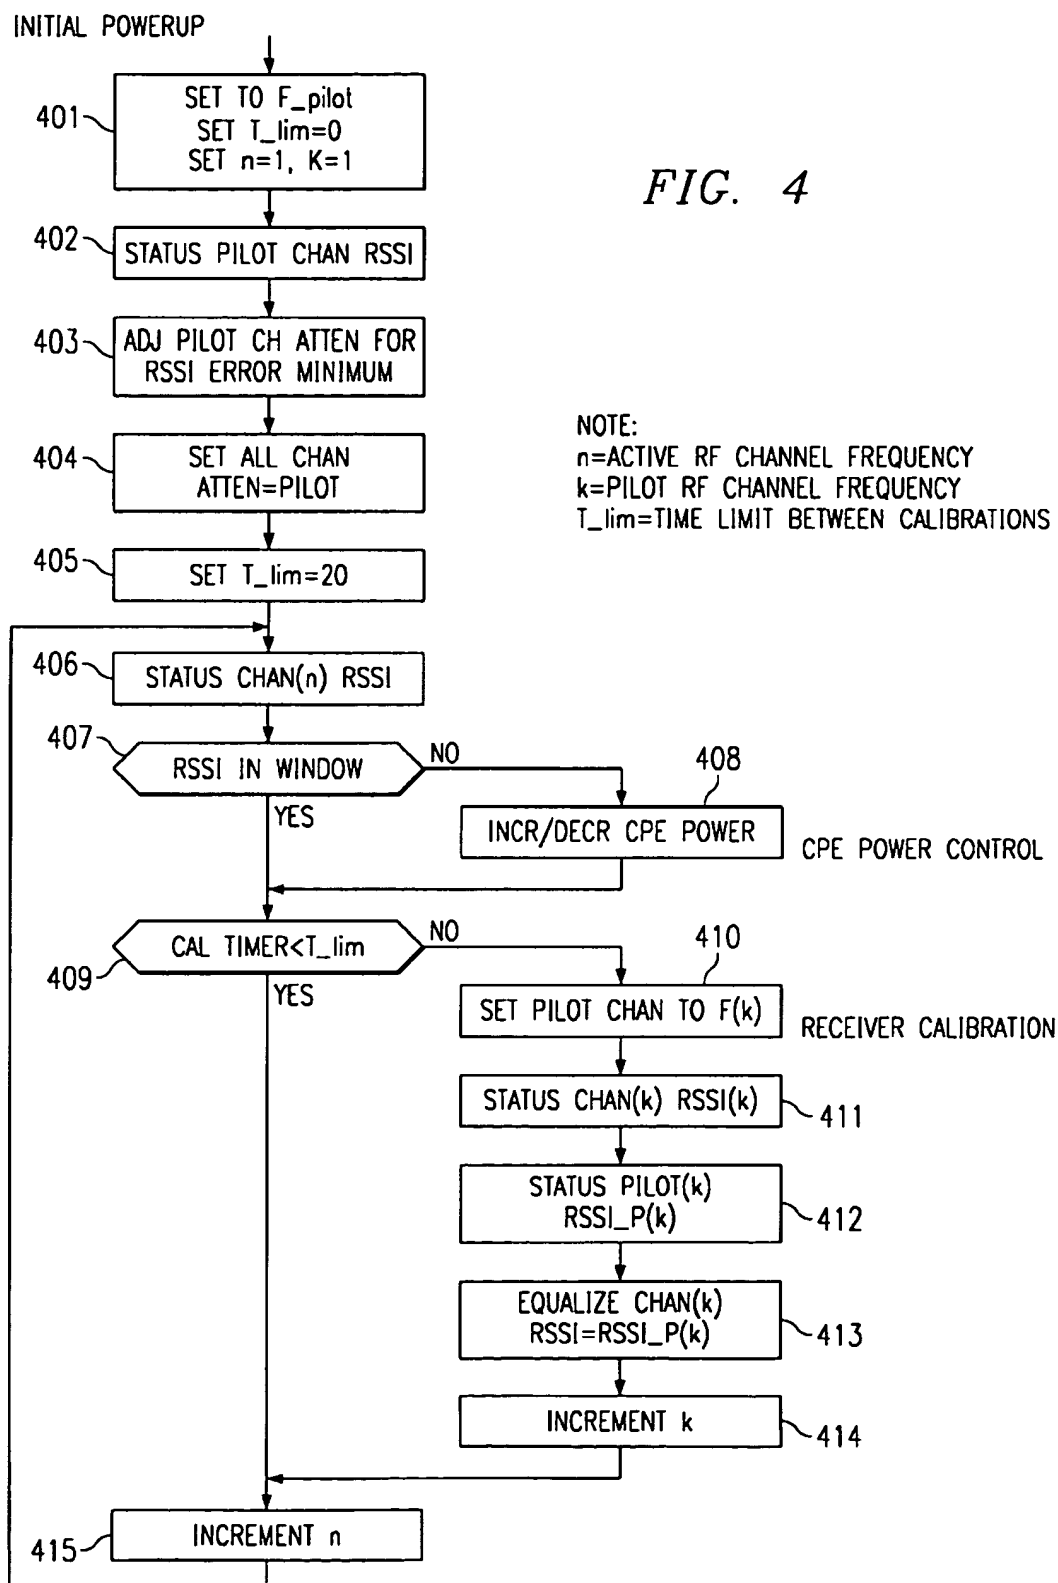 INITIAL POWERUP
401
SET TO F_pilot
SET T_lim=0
SET n=1, K=1
FIG. 4
402
STATUS PILOT CHAN RSSI
403
ADJ PILOT CH ATTEN FOR
RSSI ERROR MINIMUM
404
SET ALL CHAN
ATTEN=PILOT
NOTE:
n=ACTIVE RF CHANNEL FREQUENCY
k=PILOT RF CHANNEL FREQUENCY
T_lim=TIME LIMIT BETWEEN CALIBRATIONS
405
SET T_lim=20
406
STATUS CHAN(n) RSSI
407
RSSI IN WINDOW
NO
YES
408
INCR/DECR CPE POWER
CPE POWER CONTROL
409
CAL TIMER<T_lim
NO
YES
410
SET PILOT CHAN TO F(k)
RECEIVER CALIBRATION
STATUS CHAN(k) RSSI(k)
411
STATUS PILOT(k)
RSSI_P(k)
412
EQUALIZE CHAN(k)
RSSI=RSSI_P(k)
413
INCREMENT k
414
415
INCREMENT n